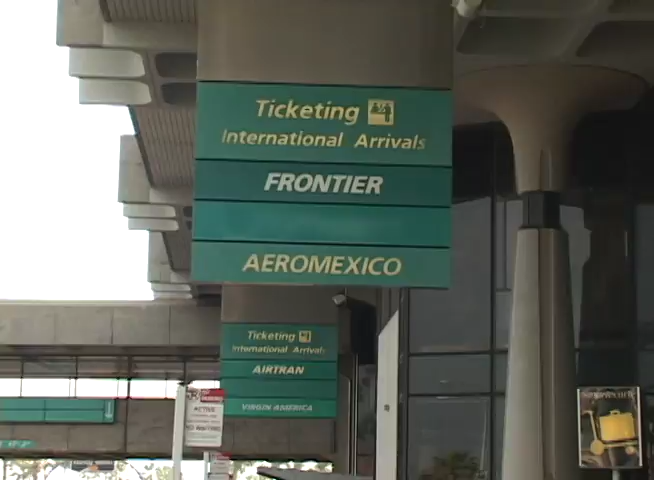 Ticketing
International Arrivals
FRONTIER
AEROMEXICO
Ticketing
International Arrivals
AIRTRAN
VIRGIN AMERICA
ACTIVE